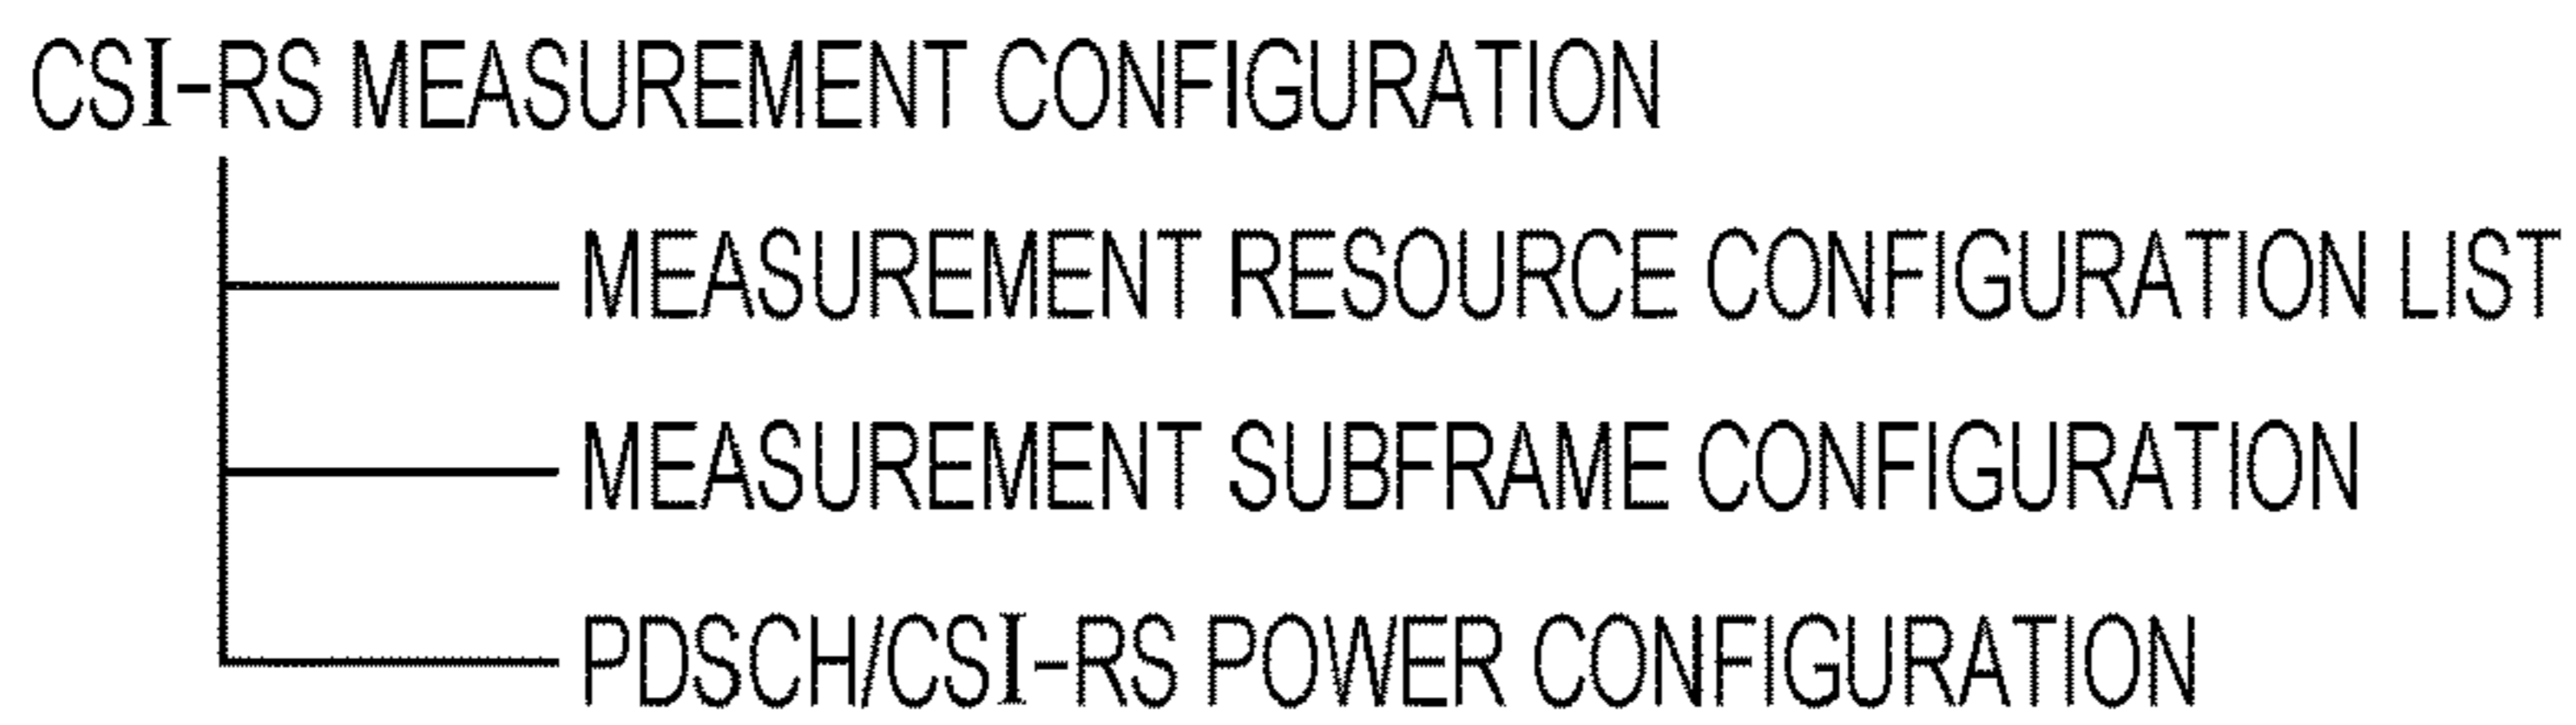 CSI-RS MEASUREMENT CONFIGURATION
MEASUREMENT RESOURCE CONFIGURATION LIST
MEASUREMENT SUBFRAME CONFIGURATION
PDSCH/CSI-RS POWER CONFIGURATION